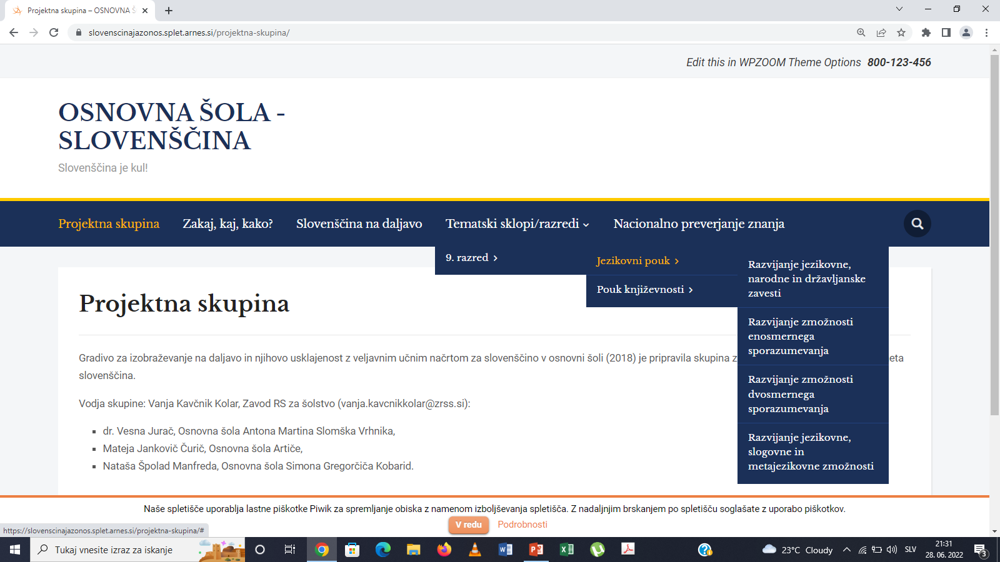 Projektna skupina – OSNOVNA Š
slovenscinajazonos.splet.arnes.si/projektna-skupina/
Edit this in WPZOOM Theme Options 800-123-456
OSNOVNA ŠOLA -
SLOVENŠČINA
Slovenščina je kul!
Projektna skupina Zakaj, kaj, kako? Slovenščina na daljavo Tematski sklopi/razredi Nacionalno preverjanje znanja
9. razred
Jezikovni pouk
Pouk književnosti
Razvijanje jezikovne,
narodne in državljanske
zavesti
Razvijanje zmožnosti
enosmernega
sporazumevanja
Razvijanje zmožnosti
dvosmernega
sporazumevanja
Razvijanje jezikovne,
slogovne in
metajezikovne zmožnosti
Projektna skupina
Gradivo za izobraževanje na daljavo in njihovo usklajenost z veljavnim učnim načrtom za slovenščino v osnovni šoli (2018) je pripravila skupina z
slovenščina.
Vodja skupine: Vanja Kavčnik Kolar, Zavod RS za šolstvo (vanja.kavcnikkolar@zrss.si):
dr. Vesna Jurač, Osnovna šola Antona Martina Slomška Vrhnika,
Mateja Jankovič Čurič, Osnovna šola Artiče,
Nataša Špolad Manfreda, Osnovna šola Simona Gregorčiča Kobarid.
Naše spletišče uporablja lastne piškotke Piwik za spremljanje obiska z namenom izboljševanja spletišča. Z nadaljnjim brskanjem po spletišču soglašate z uporabo piškotkov.
V redu Podrobnosti
https://slovenscinajazonos.splet.arnes.si/projektna-skupina/#
Tukaj vnesite izraz za iskanje
23°C Cloudy
SLV
21:31
28. 06. 2022
3